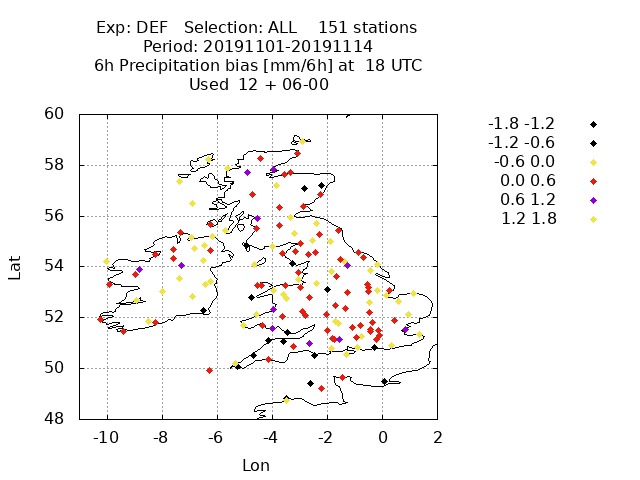 Exp: DEF Selection: ALL 151 stations
Period: 20191101-20191114
6h Precipitation bias [mm/6h] at 18 UTC
Used 12 + 06-00
-1.8 -1.2
-1.2 -0.6
-0.6 0.0
0.0 0.6
0.6 1.2
1.2 1.8
60
58
56
54
52
50
48
Lat
-10 -8 -6 -4 -2 0 2
Lon